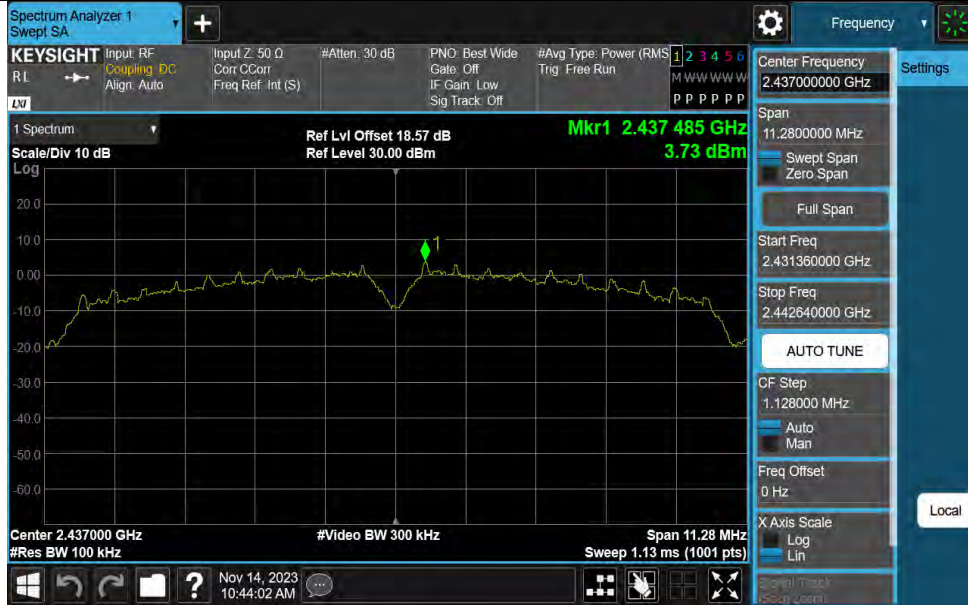 Spectrum Analyzer 1
Swept SA
+
Frequency
KEYSIGHT
RL
LXI
Input: RF
Coupling: DC
Align: Auto
Input Z: 50 Ω
Corr CCorr
Freq Ref: Int (S)
#Atten: 30 dB
PNO: Best Wide
Gate: Off
IF Gain: Low
Sig Track: Off
#Avg Type: Power (RMS
Trig: Free Run
1 2 3 4 5 6
M W W W W W
P P P P P P
1 Spectrum
Scale/Div 10 dB
Log
Ref Lvl Offset 18.57 dB
Ref Level 30.00 dBm
Mkr1 2.437 485 GHz
3.73 dBm
1
20.0
10.0
0.00
-10.0
-20.0
-30.0
-40.0
-50.0
-60.0
Center 2.437000 GHz
#Res BW 100 kHz
#Video BW 300 kHz
Span 11.28 MHz
Sweep 1.13 ms (1001 pts)
?
Nov 14, 2023
10:44:02 AM
Center Frequency
2.437000000 GHz
Span
11.2800000 MHz
Swept Span
Zero Span
Full Span
Start Freq
2.431360000 GHz
Stop Freq
2.442640000 GHz
AUTO TUNE
CF Step
1.128000 MHz
Auto
Man
Freq Offset
0 Hz
X Axis Scale
Log
Lin
Settings
Local